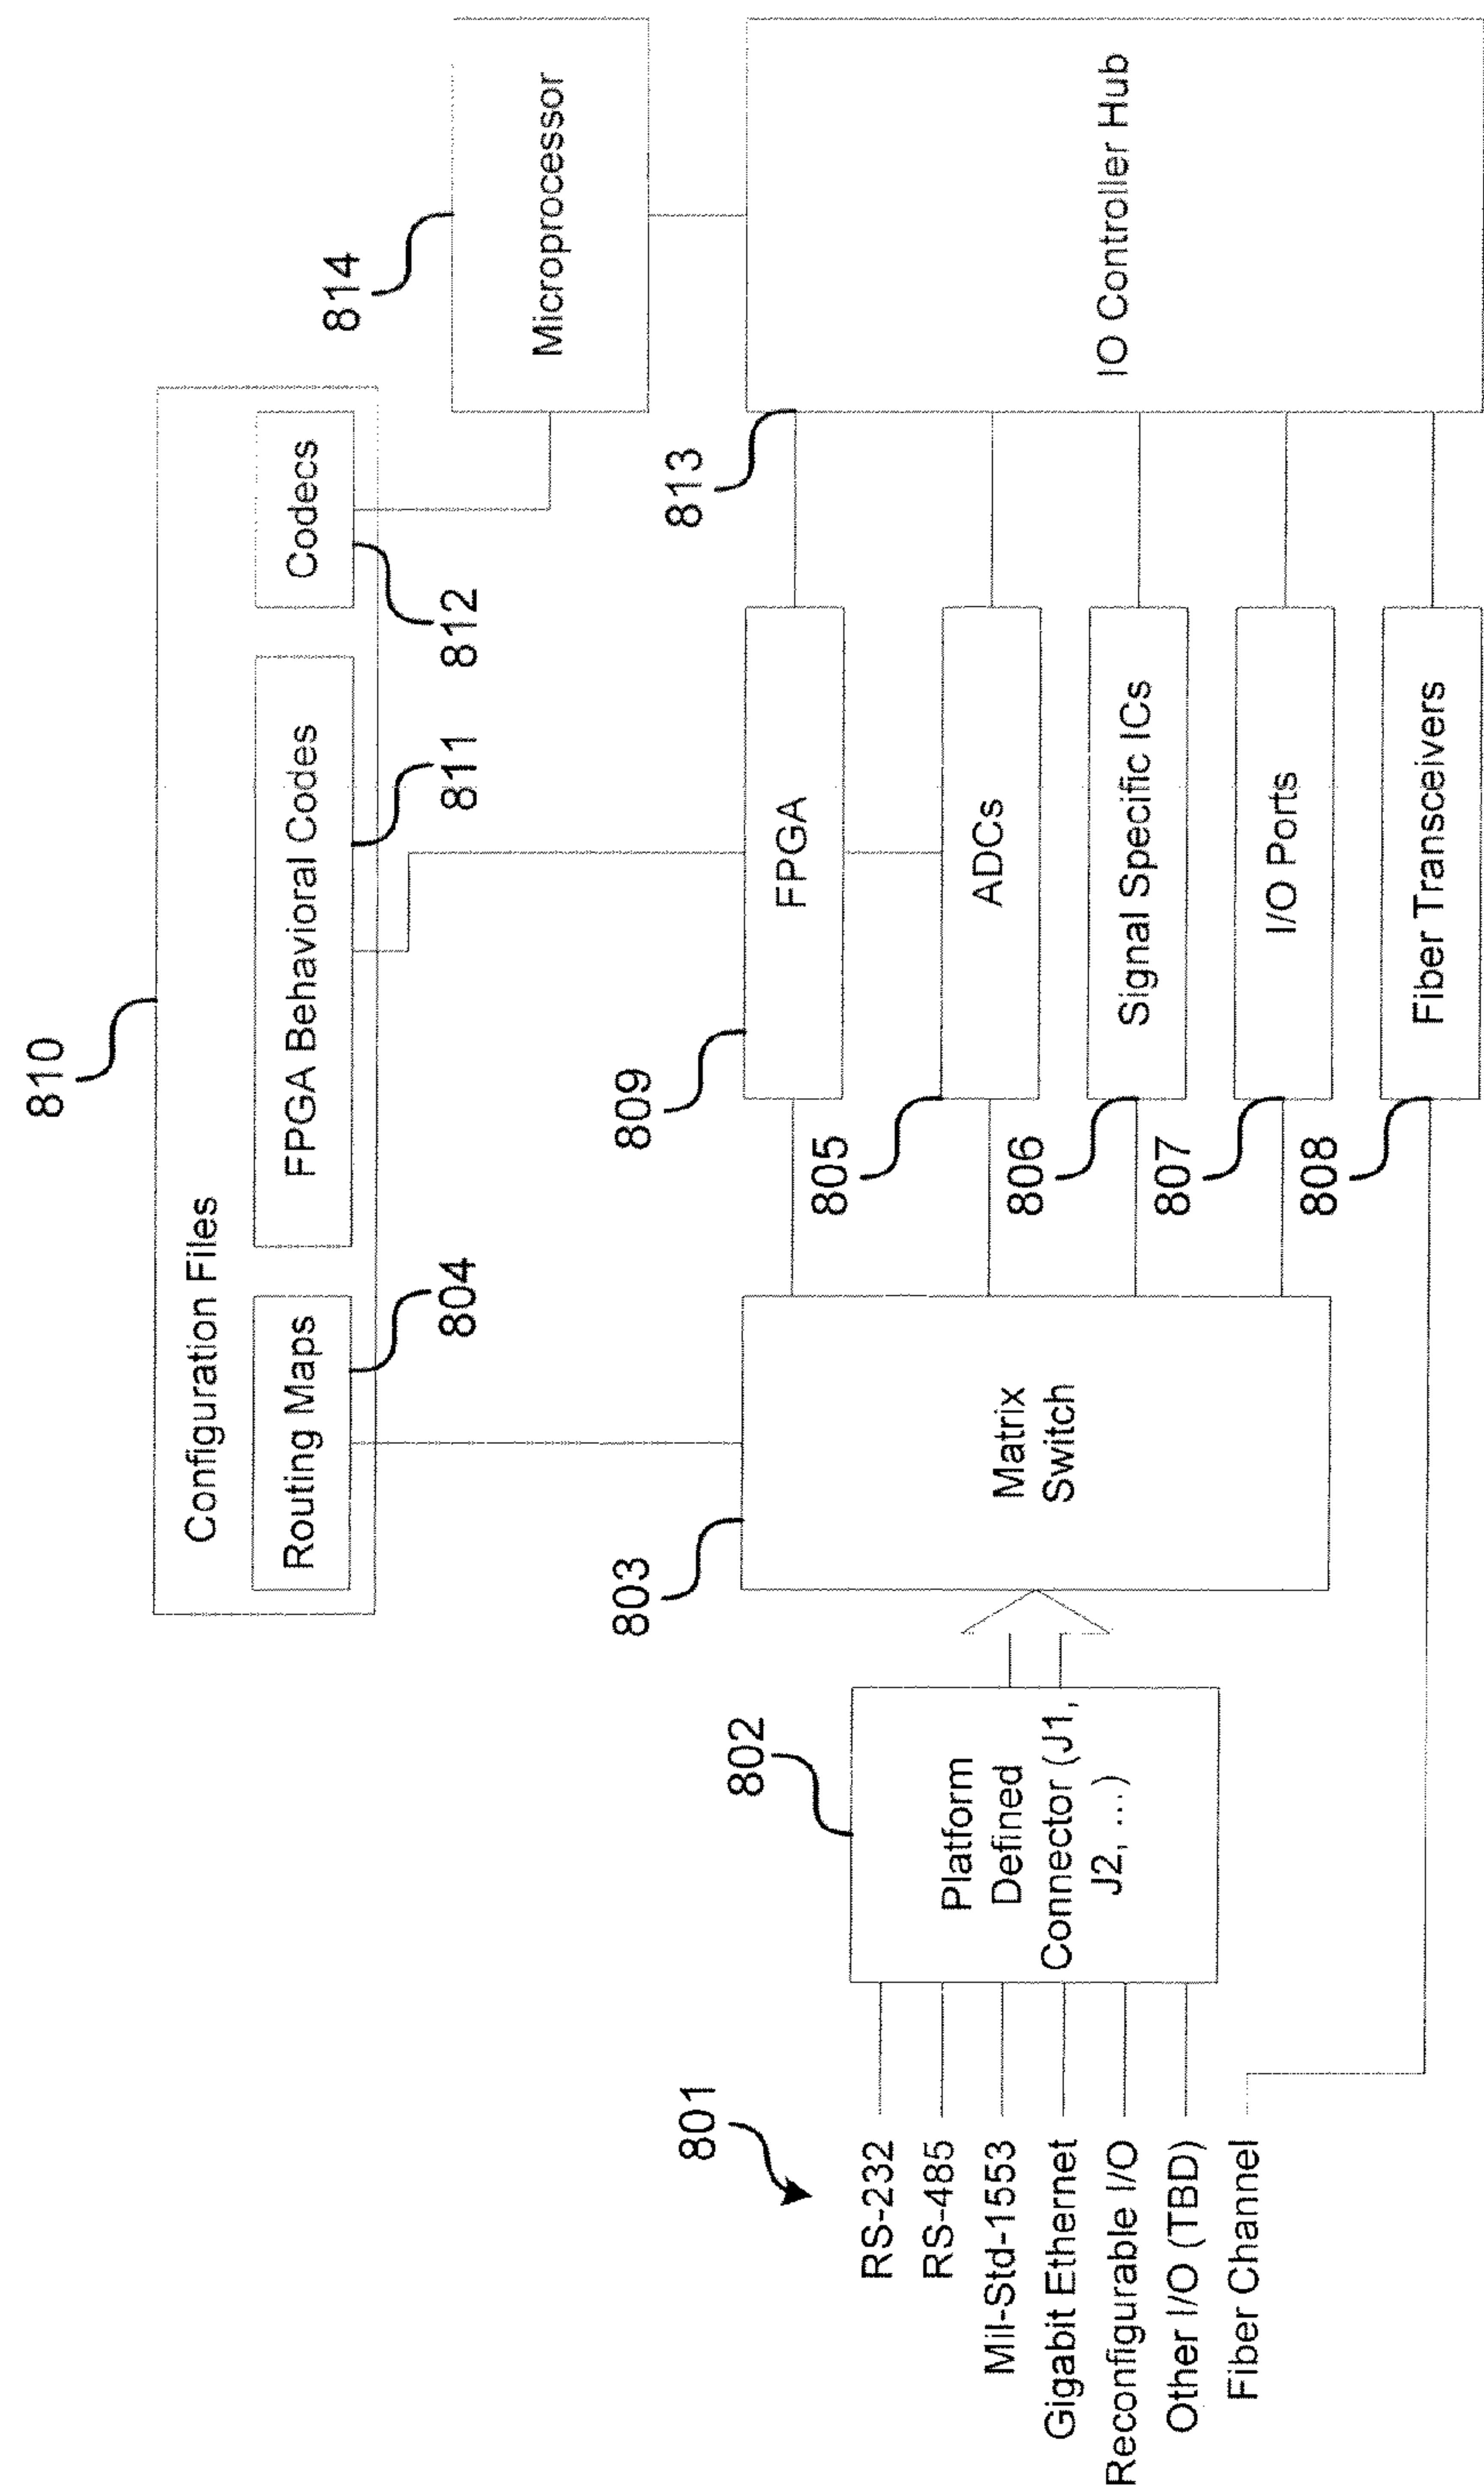 810
Configuration Files
Routing Maps
FPGA Behavioral Codes
Codecs
804
811
812
814
Microprocessor
801
RS-232
RS-485
Mil-Std-1553
Gigabit Ethernet
Reconfigurable I/O
Other I/O (TBD)
Fiber Channel
802
Platform
Defined
Connector (J1,
J2, ...)
803
Matrix
Switch
809
FPGA
805
ADCs
806
Signal Specific ICs
807
I/O Ports
808
Fiber Transceivers
813
IO Controller Hub